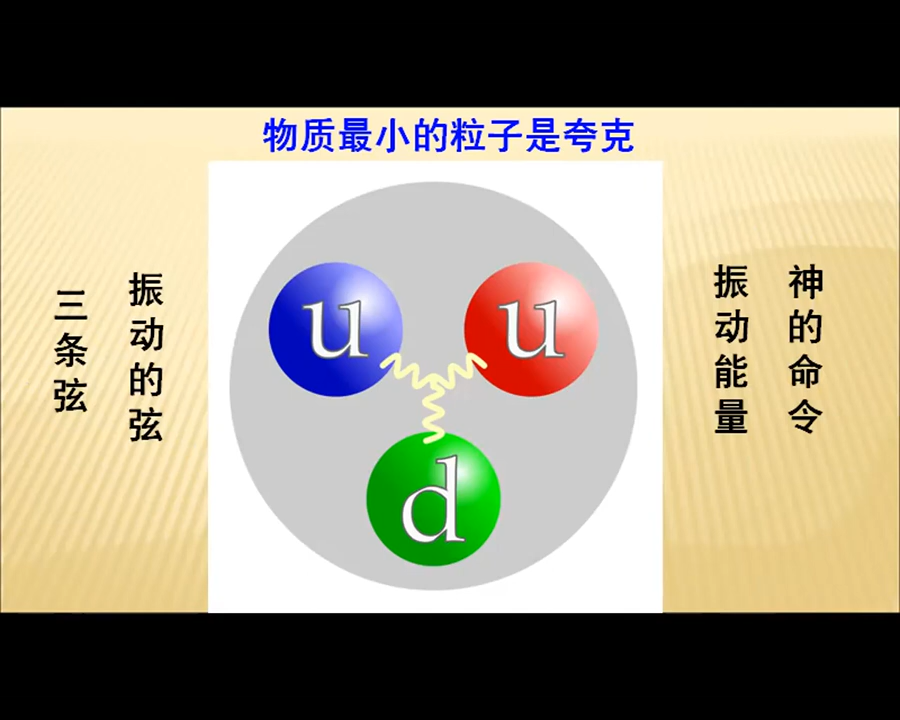 物质最小的粒子是夸克
三条弦
振动的弦
u
u
d
振动能量
神的命令